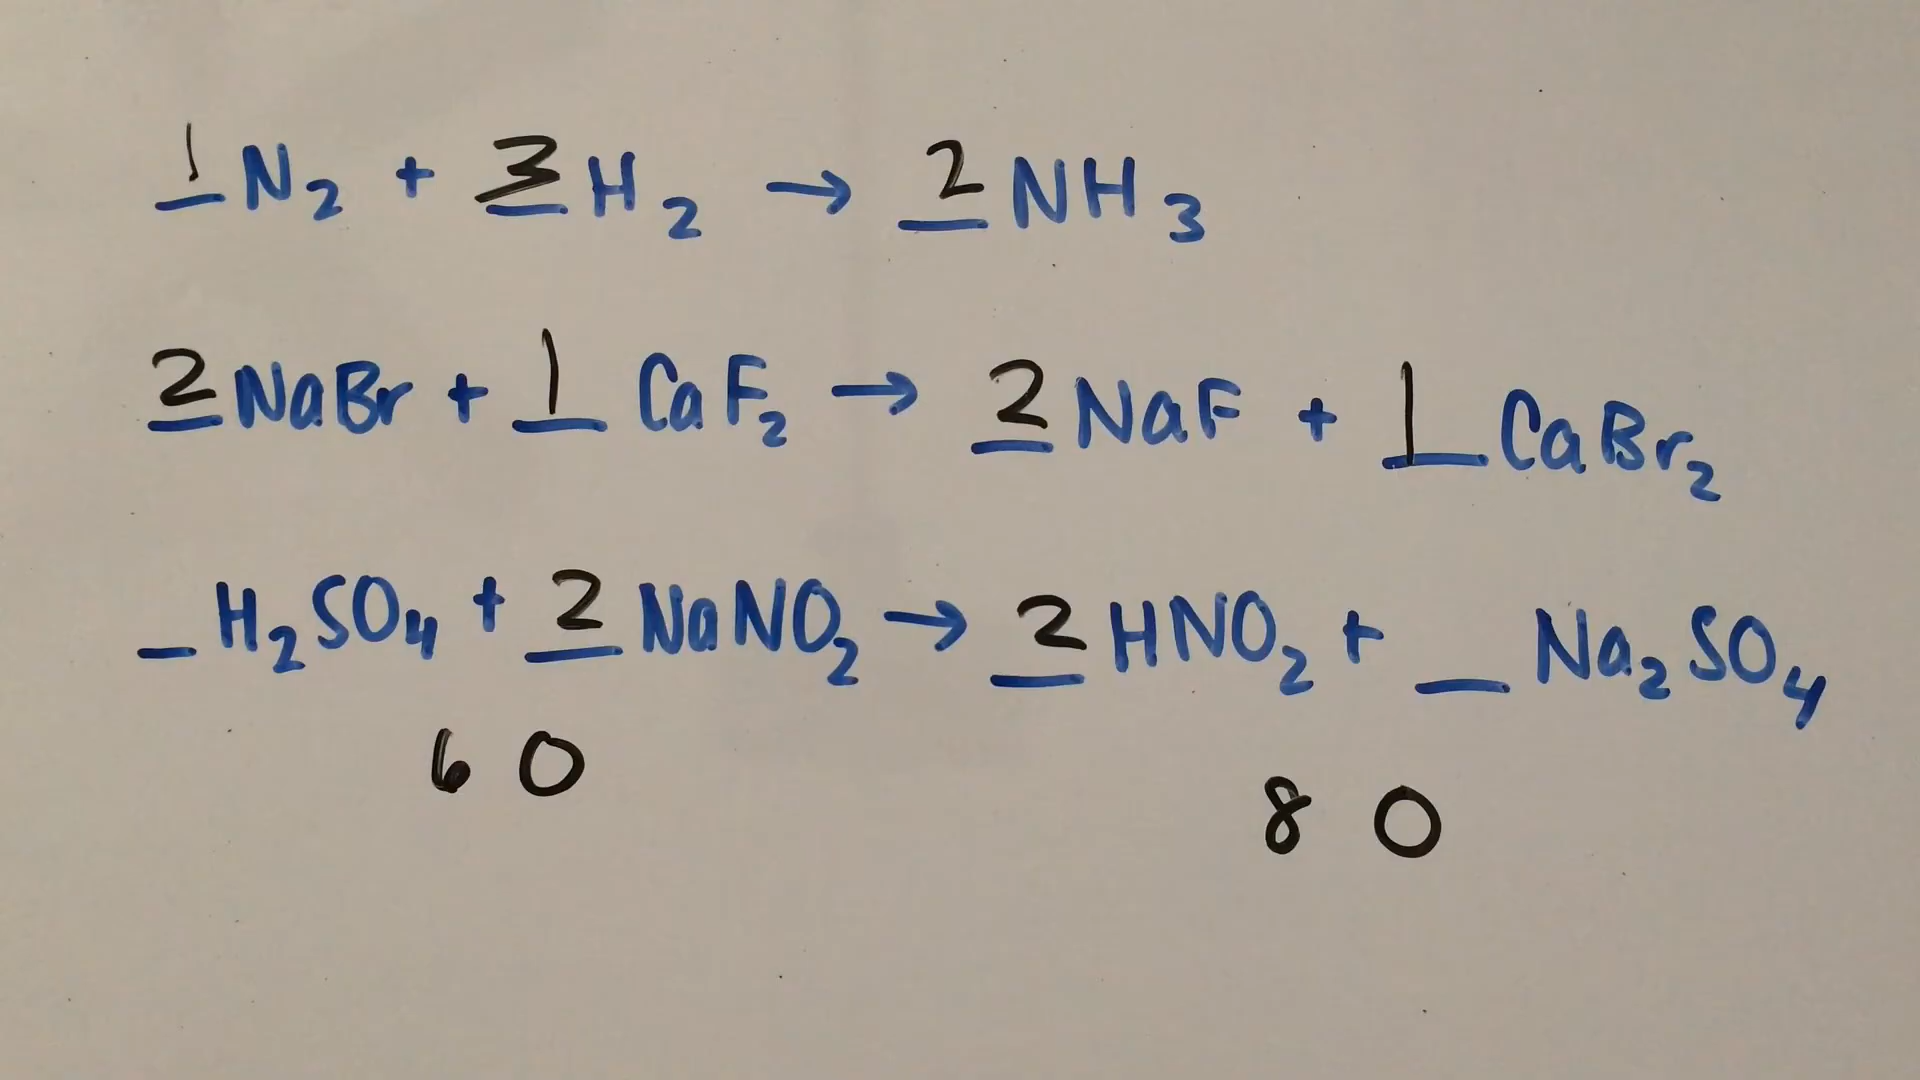 1 N₂ + 3 H₂ → 2 NH₃
2 NaBr + 1 CaF₂ → 2 NaF + 1 CaBr₂
_ H₂SO₄ + 2 NaNO₂ → 2 HNO₂ + _ Na₂SO₄
6 O
8 O